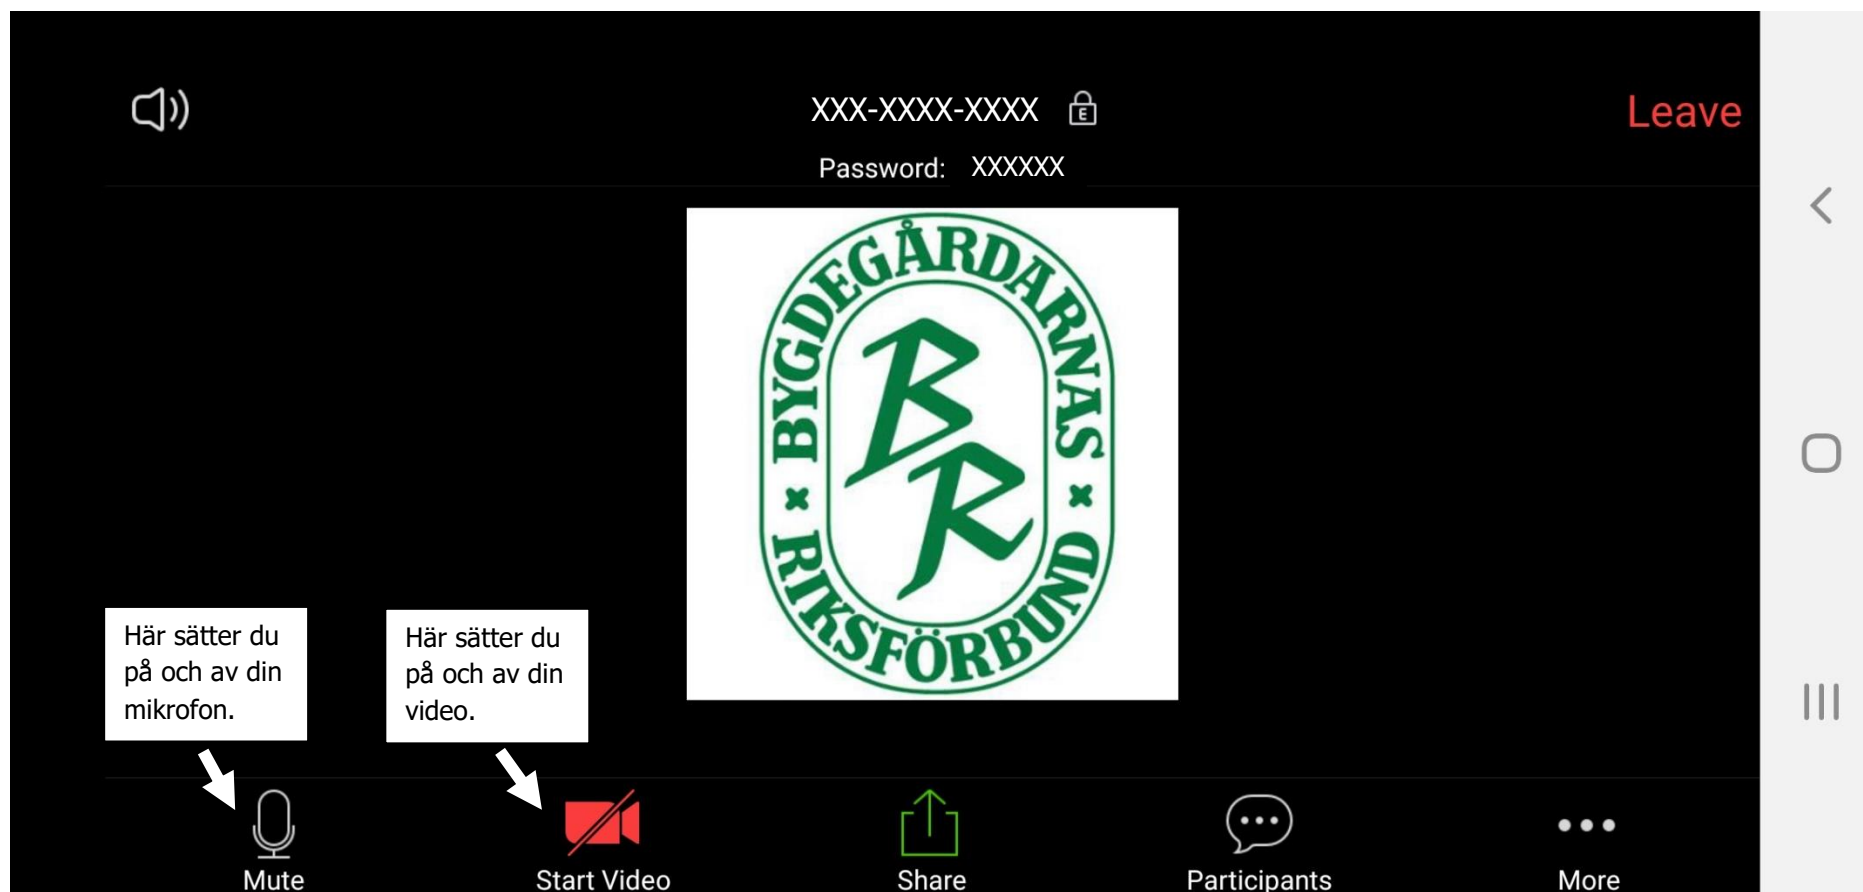 XXX-XXXX-XXXX E
Leave
Password: XXXXXX
BYGDEGÅRDARNAS
BR
RIKSFÖRBUND
Här sätter du
på och av din
mikrofon.
Här sätter du
på och av din
video.
Mute
Start Video
Share
Participants
More